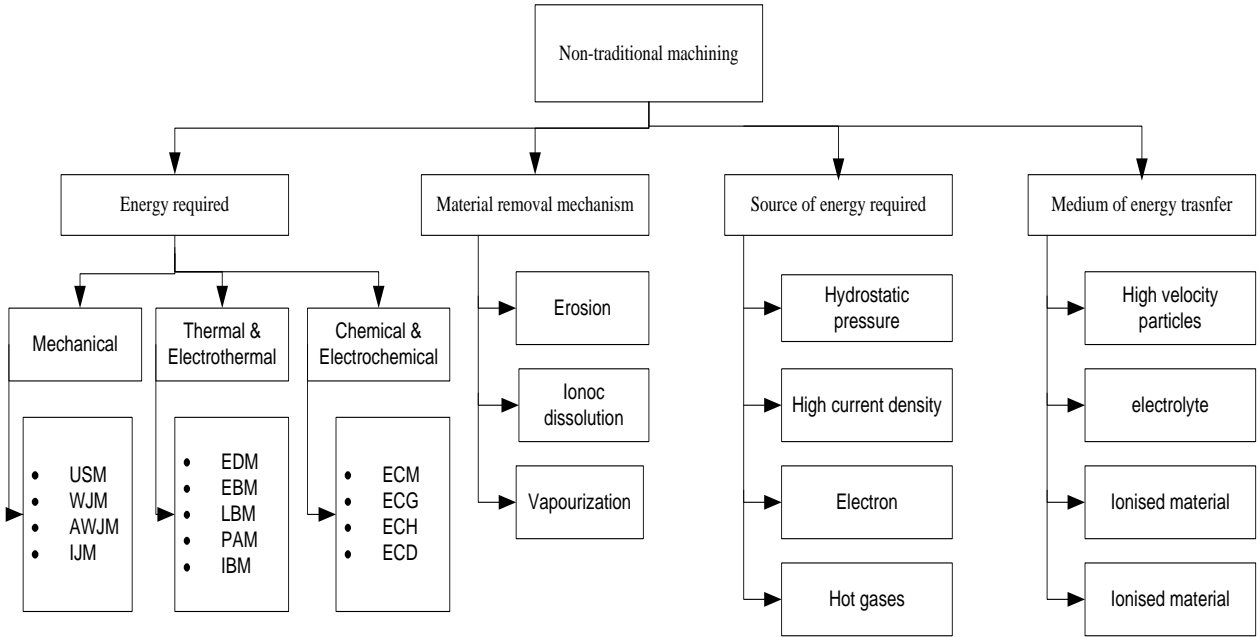 Non-traditional machining
Energy required
Material removal mechanism
Source of energy required
Medium of energy trasnfer
Mechanical
Thermal &
Electrothermal
Chemical &
Electrochemical
• USM
• WJM
• AWJM
• IJM
• EDM
• EBM
• LBM
• PAM
• IBM
• ECM
• ECG
• ECH
• ECD
Erosion
Ionoc
dissolution
Vapourization
Hydrostatic
pressure
High current density
Electron
Hot gases
High velocity
particles
electrolyte
Ionised material
Ionised material